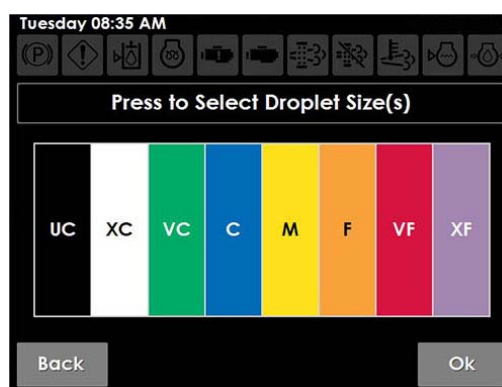 Tuesday 08:35 AM
(P)
Press to Select Droplet Size(s)
UC XC VC C M F VF XF
Back Ok